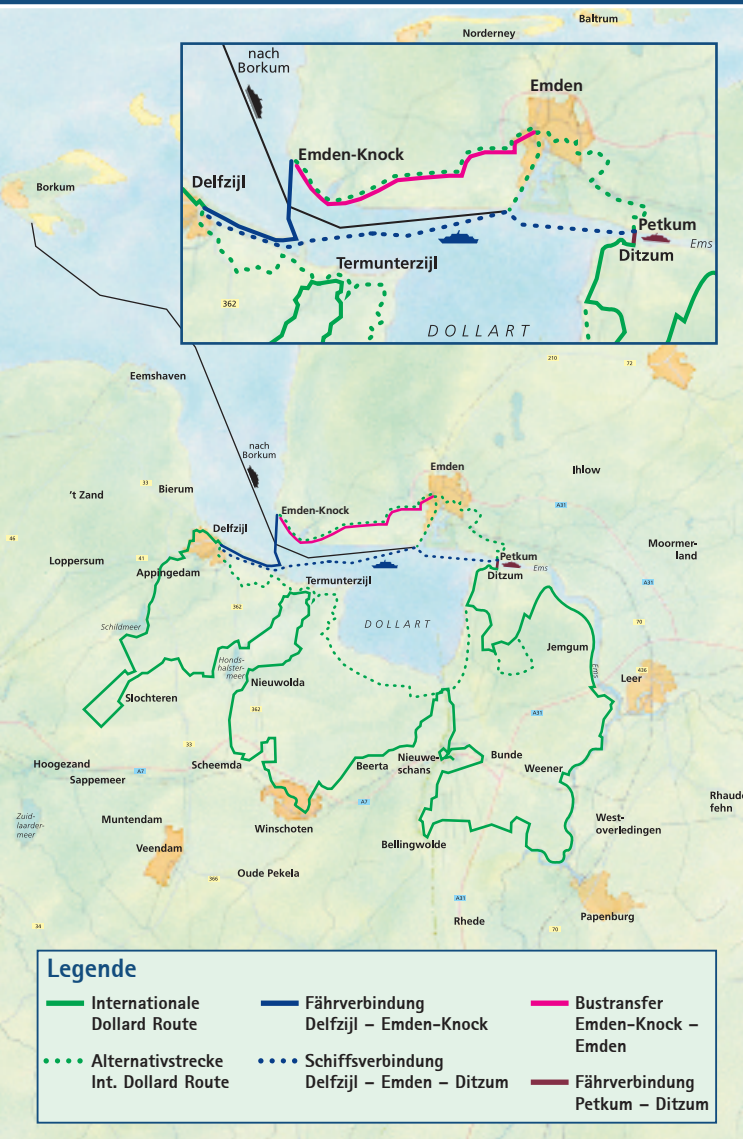 Baltrum
Norderney
nach
Borkum
Emden
Emden-Knock
Delfzijl
Borkum
Petkum
Ems
Ditzum
Termunterzijl
362
DOLLART
210
72
Eemshaven
nach
Borkum
Emden
Ihlow
33
Bierum
't Zand
A31
Emden-Knock
Delfzijl
46
Moormer-
land
Loppersum
41
Appingedam
Petkum
Ditzum
Ems
Termunterzijl
A31
362
Schildmeer
DOLLART
70
Jemgum
Honds-
halster-
meer
Ems
436
Leer
Nieuwolda
Slochteren
362
A31
33
Hoogezand
Scheemda
A7
Sappemeer
Beerta
Nieuwe-
schans
Bunde
Weener
Rhaude
fehn
A7
Zuid-
laarder-
meer
Muntendam
Winschoten
West-
overledingen
Veendam
Bellingwolde
Oude Pekela
366
A31
Papenburg
34
Rhede
70
Legende
Internationale
Dollard Route
Fährverbindung
Delfzijl – Emden-Knock
Bustransfer
Emden-Knock –
Emden
Alternativstrecke
Int. Dollard Route
Schiffsverbindung
Delfzijl – Emden – Ditzum
Fährverbindung
Petkum – Ditzum